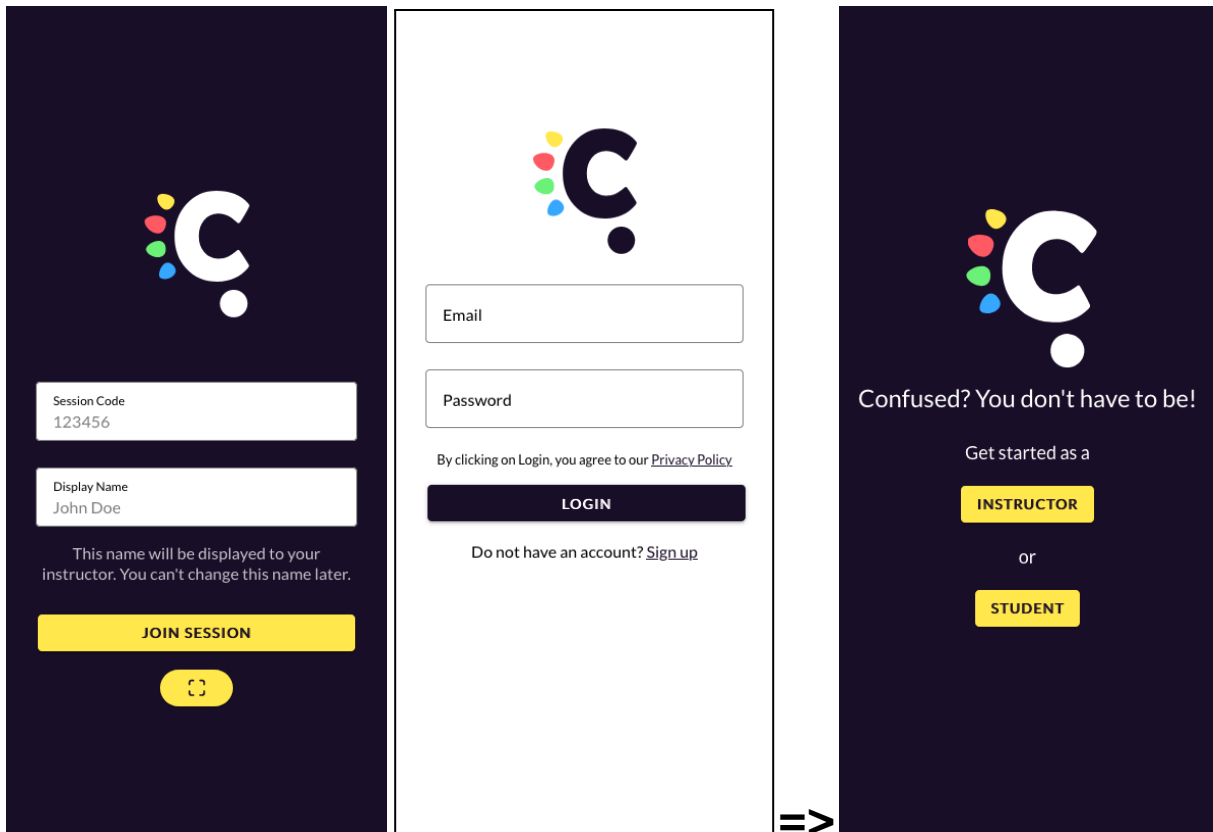 Session Code
123456
Display Name
John Doe
This name will be displayed to your
instructor. You can't change this name later.
JOIN SESSION
Email
Password
By clicking on Login, you agree to our Privacy Policy
LOGIN
Do not have an account? Sign up
=>
Confused? You don't have to be!
Get started as a
INSTRUCTOR
or
STUDENT